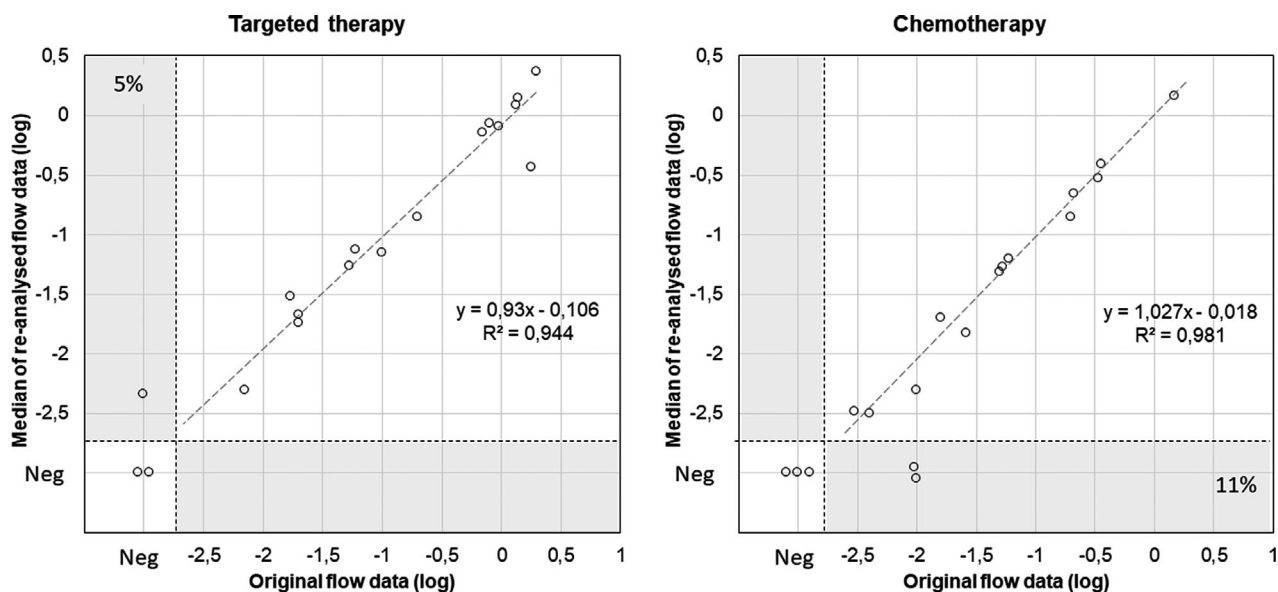 Targeted therapy
Median of re-analysed flow data (log)
0,5
0
-0,5
-1
-1,5
-2
-2,5
Neg
5%
y = 0,93x - 0,106
R² = 0,944
Neg
-2,5
-2
-1,5
-1
-0,5
0
0,5
1
Original flow data (log)
Chemotherapy
Median of re-analysed flow data (log)
0,5
0
-0,5
-1
-1,5
-2
-2,5
Neg
y = 1,027x - 0,018
R² = 0,981
11%
Neg
-2,5
-2
-1,5
-1
-0,5
0
0,5
1
Original flow data (log)